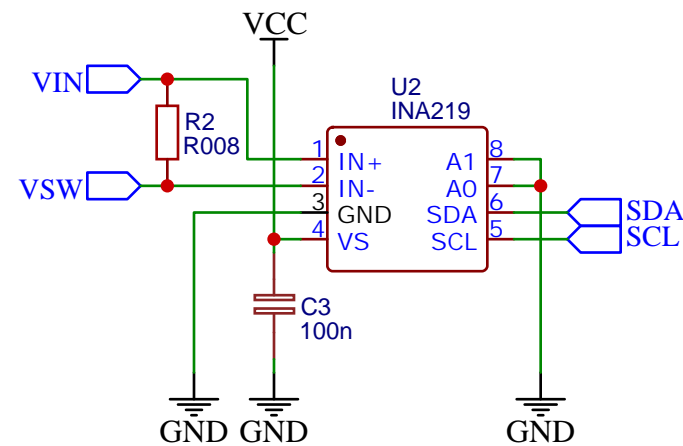 VCC
VIN
U2
INA219
R2
R008
1 IN+ A1 8
VSW
2 IN- A0 7
3 GND SDA 6 SDA
4 VS SCL 5 SCL
C3
100n
GND GND GND